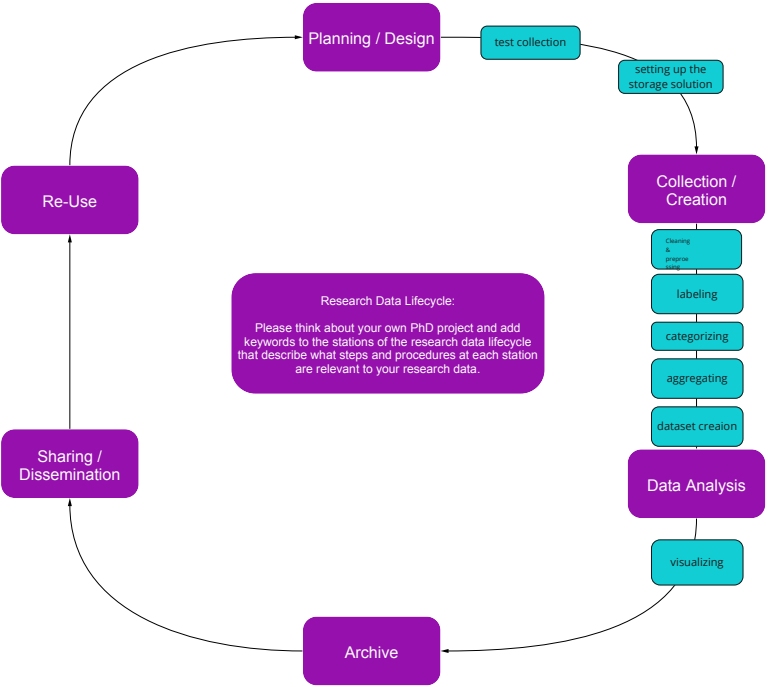 Planning / Design
test collection
setting up the
storage solution
Collection /
Creation
Cleaning
&
preprse
ssing
labeling
categorizing
aggregating
dataset creaion
Data Analysis
visualizing
Archive
Sharing /
Dissemination
Re-Use
Research Data Lifecycle:
Please think about your own PhD project and add
keywords to the stations of the research data lifecycle
that describe what steps and procedures at each station
are relevant to your research data.